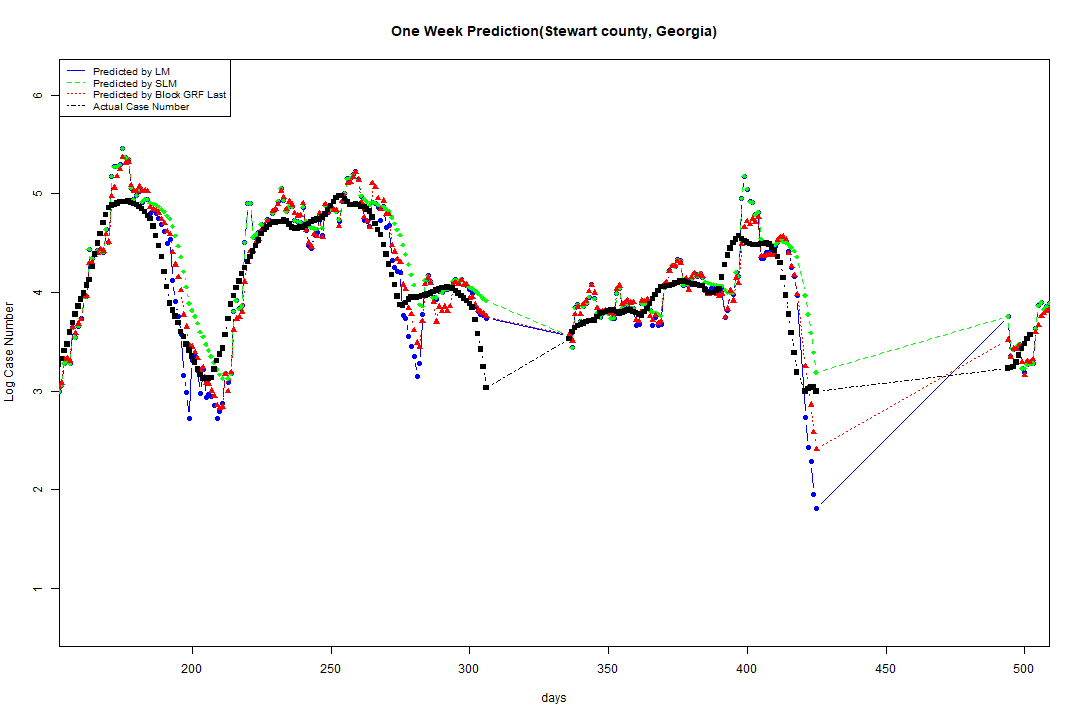 One Week Prediction(Stewart county, Georgia)
Predicted by LM
Predicted by SLM
Predicted by Block GRF Last
Actual Case Number
Log Case Number
6
5
4
3
2
1
200 250 300 350 400 450 500
days